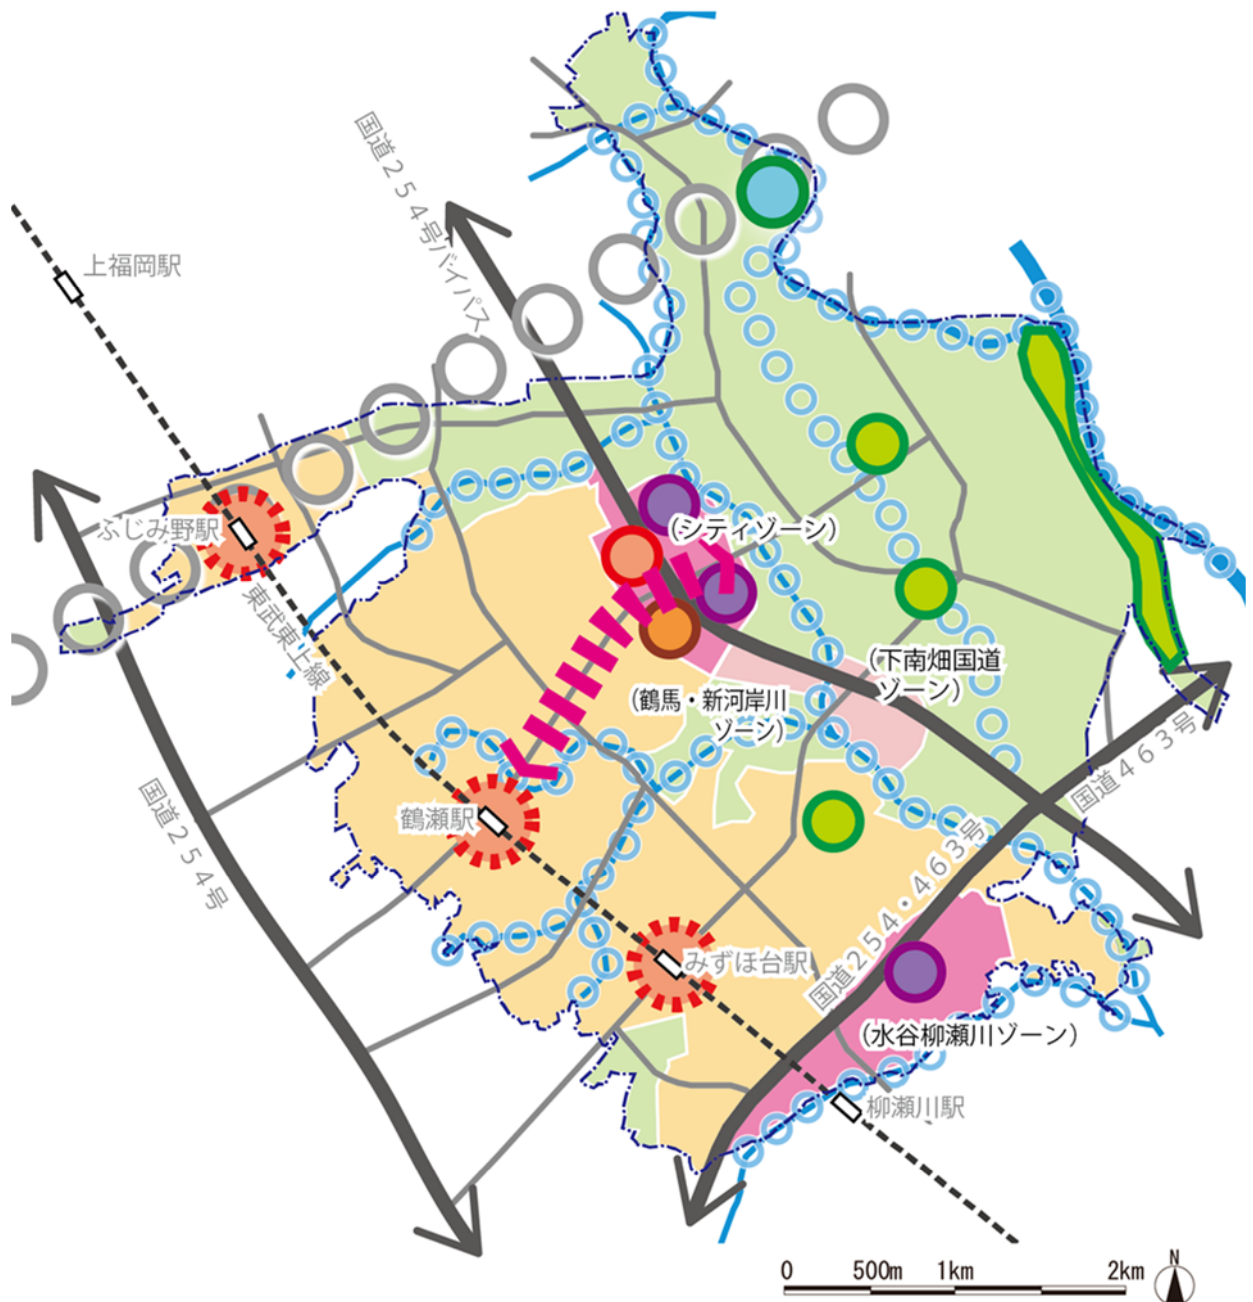 国道２５４号バイパス
上福岡駅
ふじみ野駅
（シティゾーン）
東武東上線
（下南畑国道
ゾーン）
（鶴馬・新河岸川
ゾーン）
国道４６３号
国道２５４号
鶴瀬駅
国道２５４・４６３号
みずほ台駅
（水谷柳瀬川ゾーン）
柳瀬川駅
0 500m 1km 2km
N